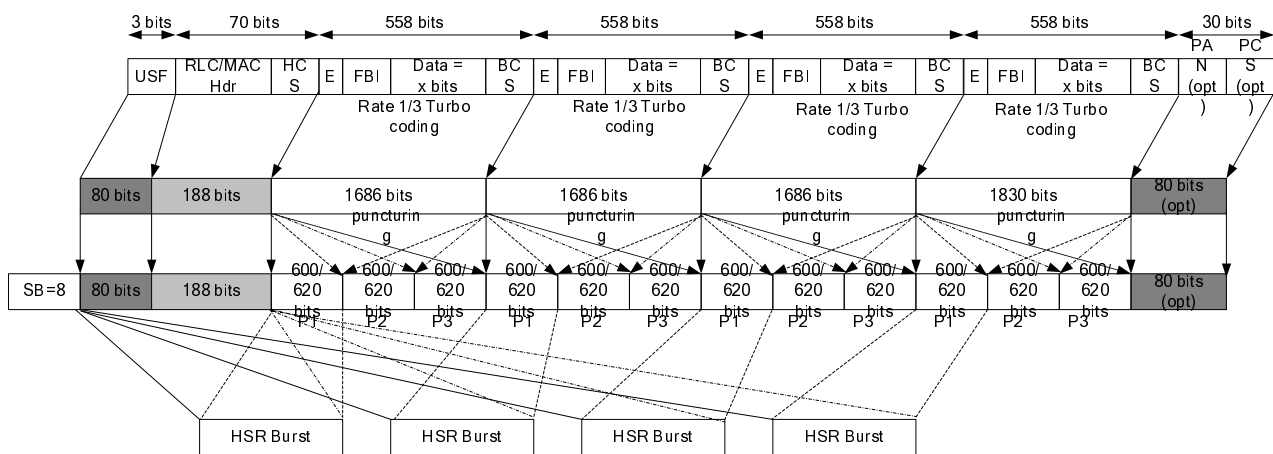 3 bits 70 bits 558 bits 558 bits 558 bits 558 bits 30 bits
USF RLC/MAC Hdr HC S E FBI Data = x bits BC S E FBI Data = x bits BC S E FBI Data = x bits BC S E FBI Data = x bits BC S PA N (opt ) PC S (opt )
Rate 1/3 Turbo coding Rate 1/3 Turbo coding Rate 1/3 Turbo coding Rate 1/3 Turbo coding
80 bits 188 bits 1686 bits puncturin g 1686 bits puncturin g 1686 bits puncturin g 1830 bits puncturin g 80 bits (opt)
SB=8 80 bits 188 bits 600/ 620 bits P1 600/ 620 bits P2 600/ 620 bits P3 600/ 620 bits P1 600/ 620 bits P2 600/ 620 bits P3 600/ 620 bits P1 600/ 620 bits P2 600/ 620 bits P3 600/ 620 bits P1 600/ 620 bits P2 600/ 620 bits P3 80 bits (opt)
HSR Burst HSR Burst HSR Burst HSR Burst